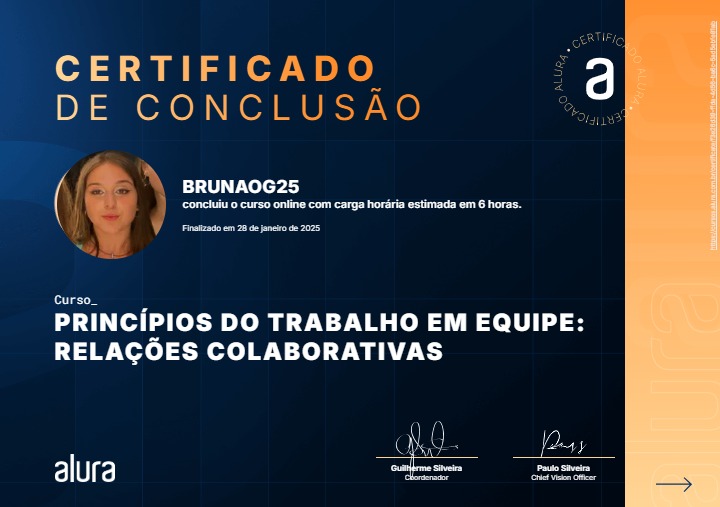 CERTIFICADO
DE CONCLUSÃO
ALURA • CERTIFICADO ALURA • CERTIFICADO
a
BRUNAOG25
concluiu o curso online com carga horária estimada em 6 horas.
Finalizado em 28 de janeiro de 2025
Curso_
PRINCÍPIOS DO TRABALHO EM EQUIPE:
RELAÇÕES COLABORATIVAS
alura
Guilherme Silveira
Coordenador
Paulo Silveira
Chief Vision Officer
alura